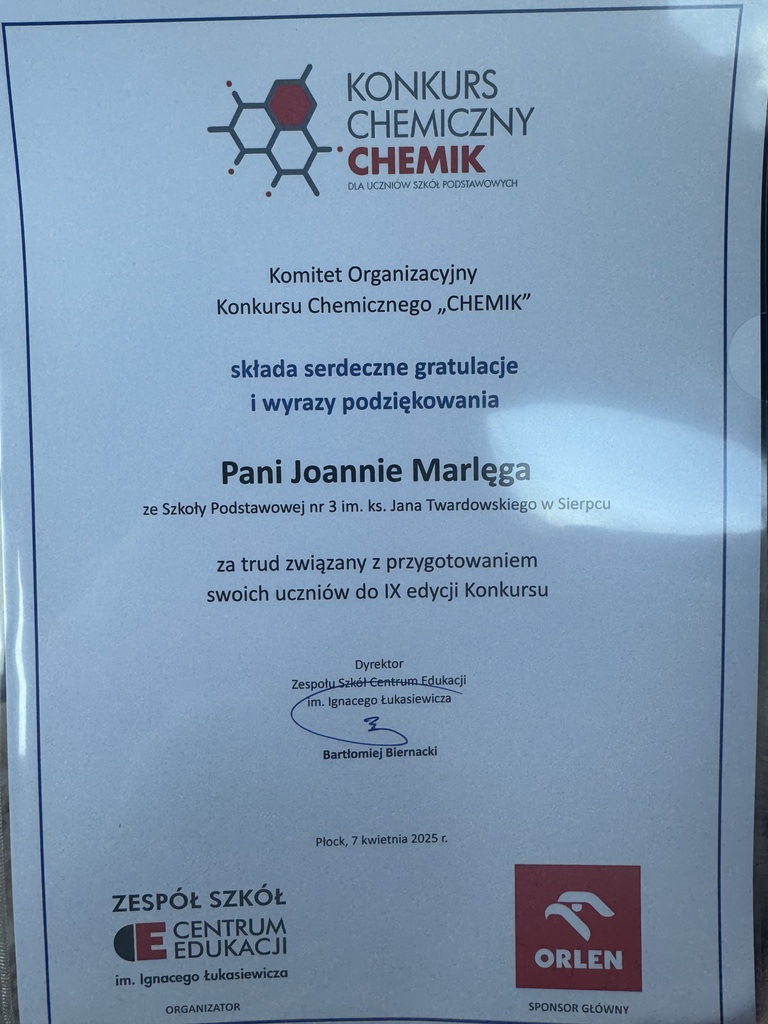 KONKURS
CHEMICZNY
CHEMIK
DLA UCZNIÓW SZKÓŁ PODSTAWOWYCH
Komitet Organizacyjny
Konkursu Chemicznego „CHEMIK”
składa serdeczne gratulacje
i wyrazy podziękowania
Pani Joannie Marlęga
ze Szkoły Podstawowej nr 3 im. ks. Jana Twardowskiego w Sierpcu
za trud związany z przygotowaniem
swoich uczniów do IX edycji Konkursu
Dyrektor
Zespołu Szkół Centrum Edukacji
im. Ignacego Łukasiewicza
Bartłomiej Biernacki
Płock, 7 kwietnia 2025 r.
ZESPÓŁ SZKÓŁ
CE CENTRUM
EDUKACJI
im. Ignacego Łukasiewicza
ORGANIZATOR
ORLEN
SPONSOR GŁÓWNY